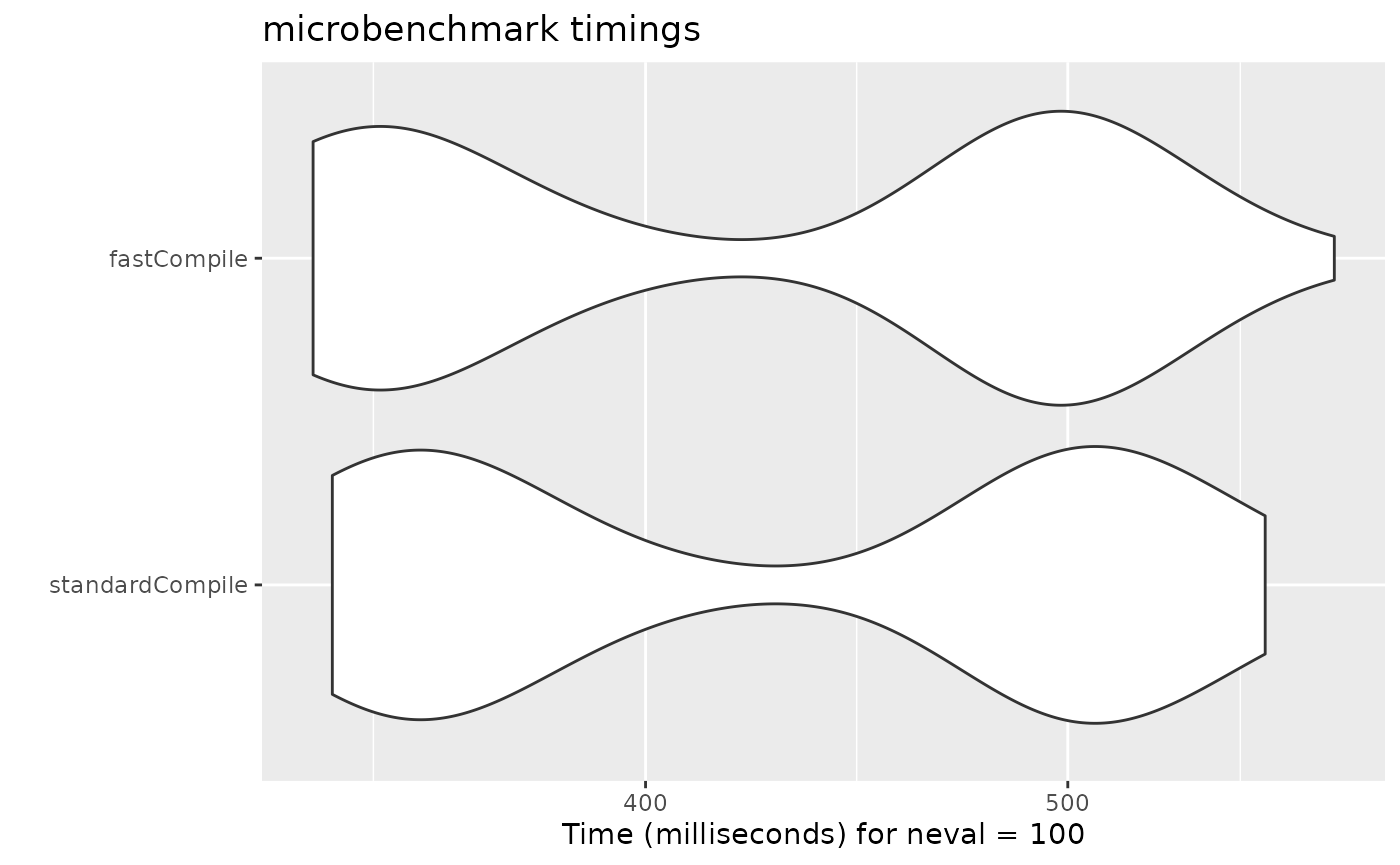 microbenchmark timings
fastCompile
standardCompile
400
500
Time (milliseconds) for neval = 100